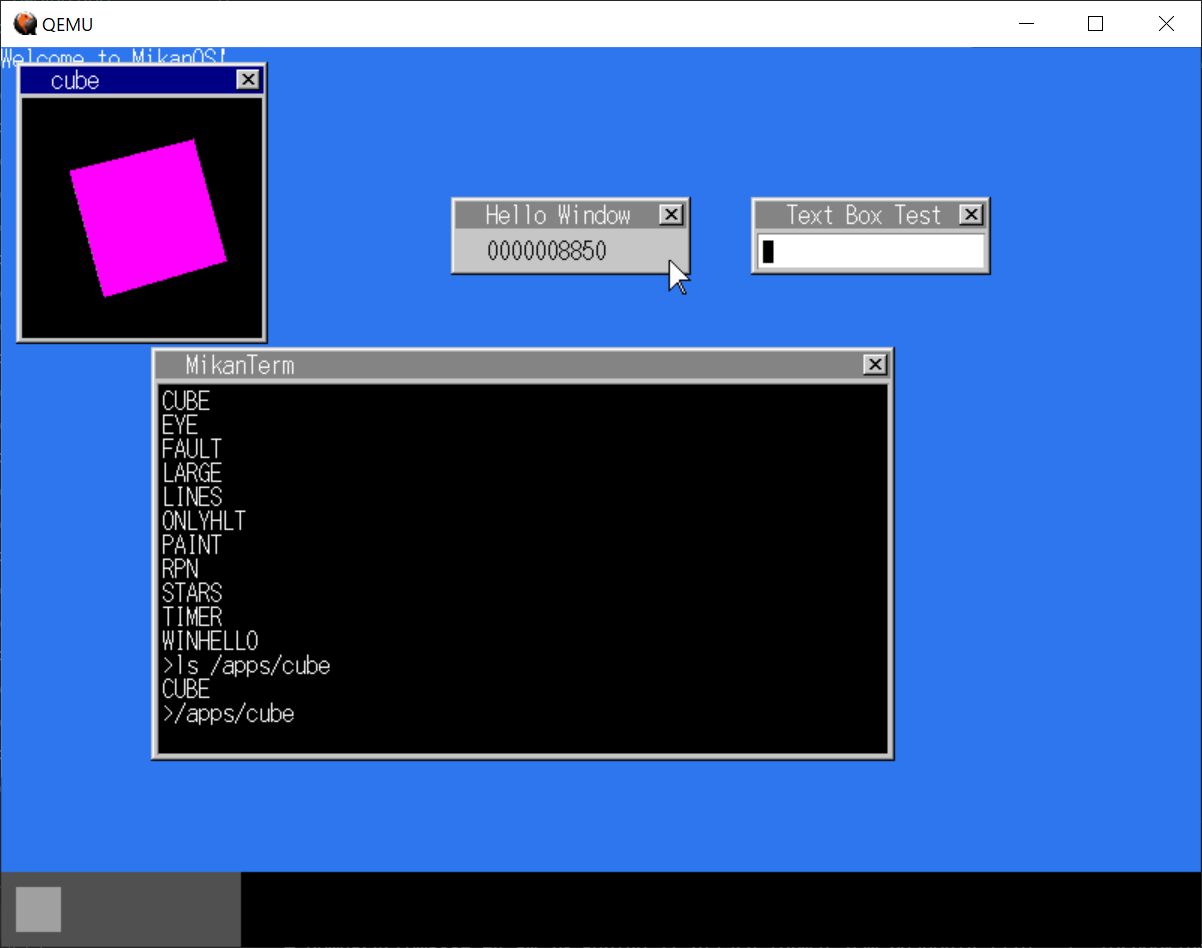 QEMU
Welcome to MikanOS!
cube
Hello Window
0000008850
Text Box Test
MikanTerm
CUBE
EYE
FAULT
LARGE
LINES
ONLYHLT
PAINT
RPN
STARS
TIMER
WINHELLO
>ls /apps/cube
CUBE
>/apps/cube